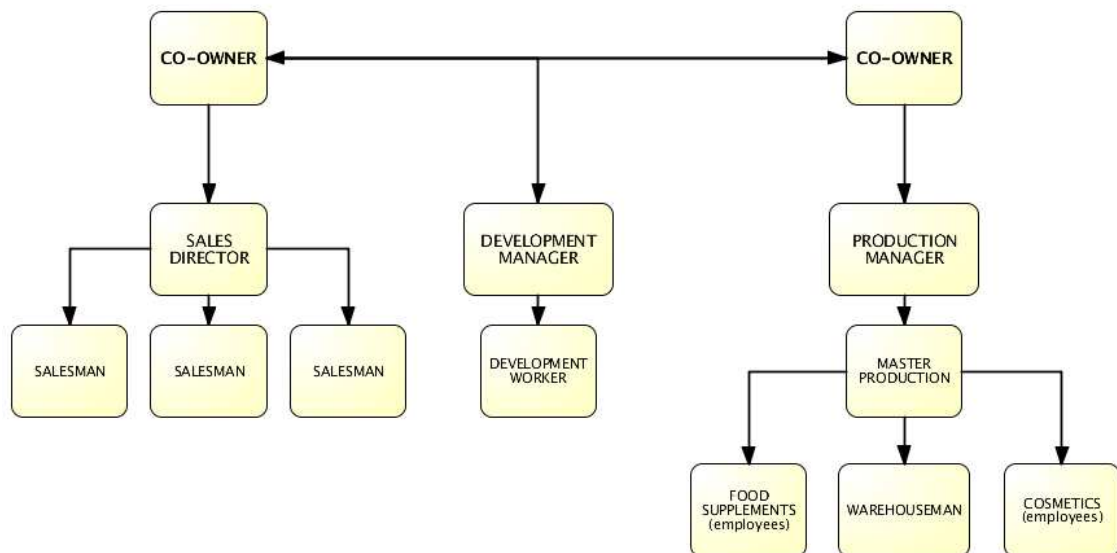 CO-OWNER
CO-OWNER
SALES
DIRECTOR
DEVELOPMENT
MANAGER
PRODUCTION
MANAGER
SALESMAN
SALESMAN
SALESMAN
DEVELOPMENT
WORKER
MASTER
PRODUCTION
FOOD
SUPPLEMENTS
(employees)
WAREHOUSEMAN
COSMETICS
(employees)